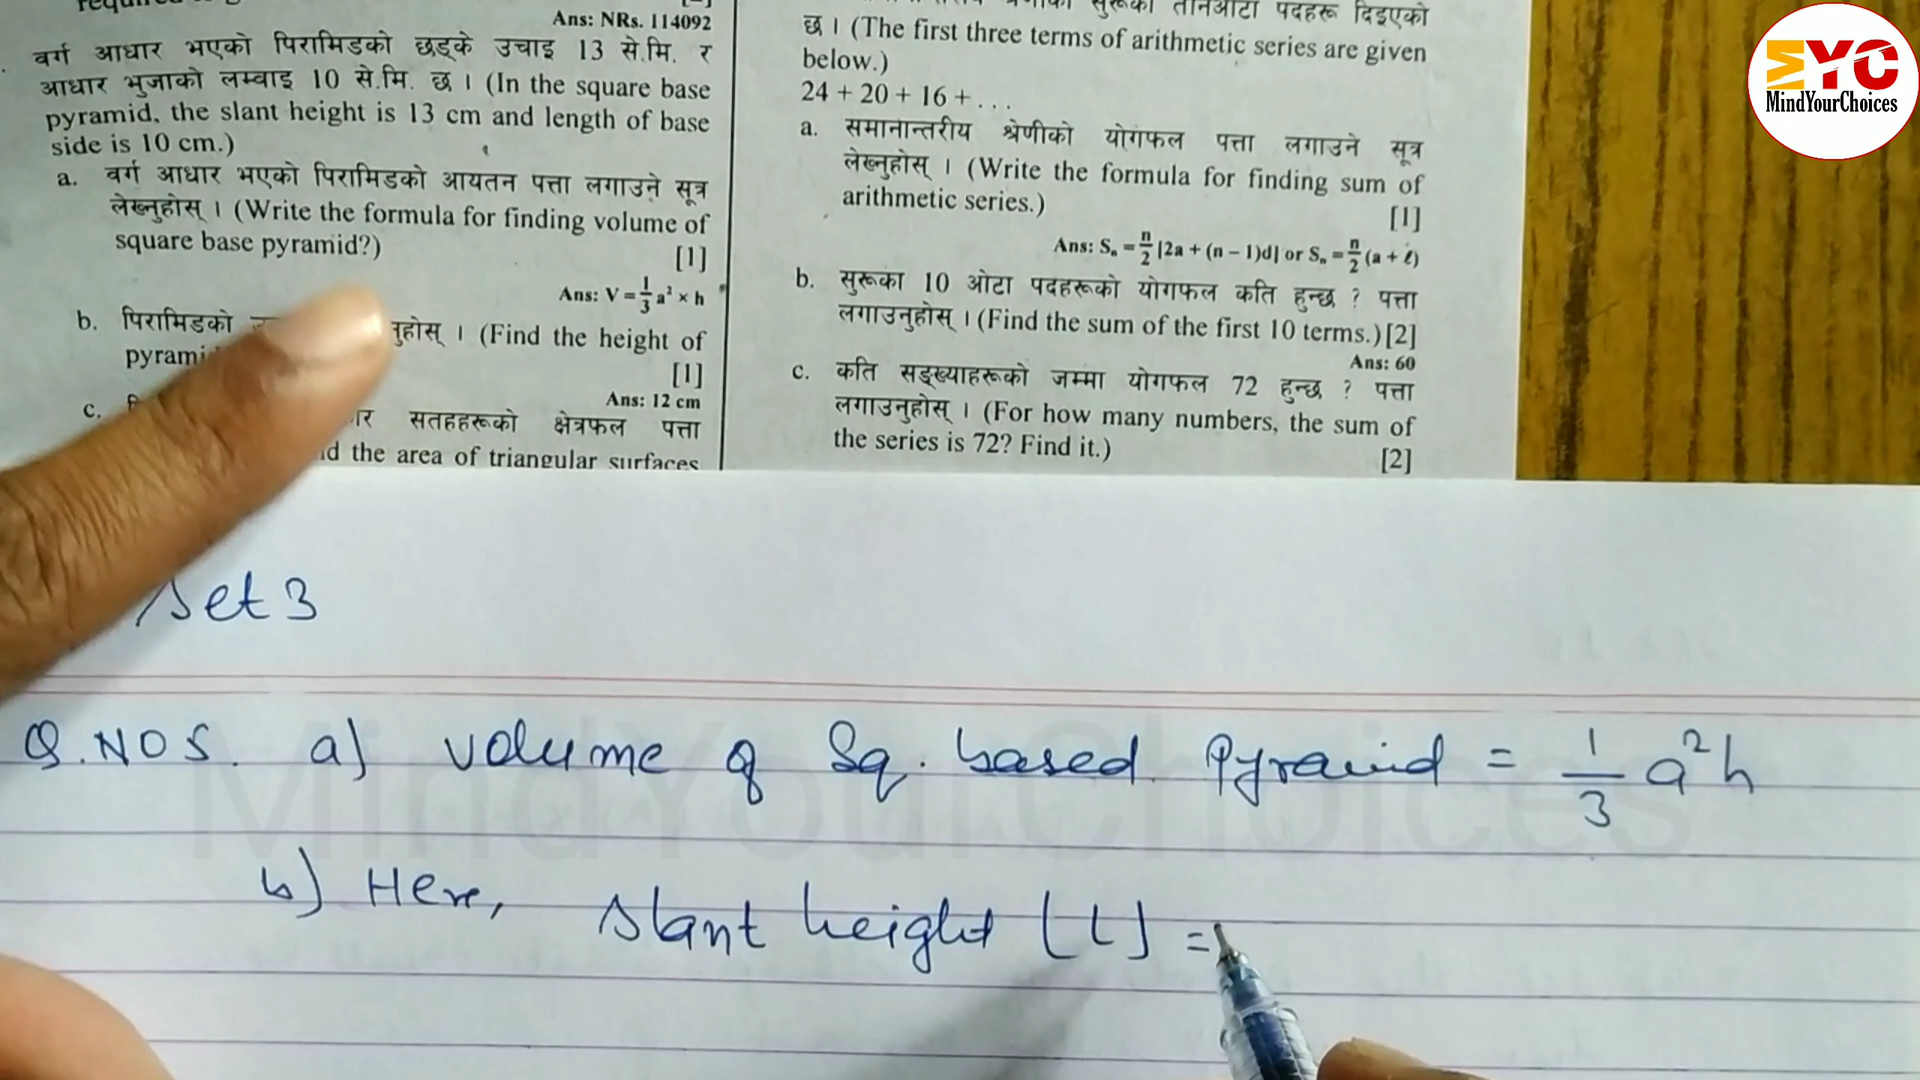 Ans: NRs. 114092
वर्ग आधार भएको पिरामिडको छड्के उचाइ 13 से.मि. र
आधार भुजाको लम्वाइ 10 से.मि. छ । (In the square base
pyramid, the slant height is 13 cm and length of base
side is 10 cm.)
a. वर्ग आधार भएको पिरामिडको आयतन पत्ता लगाउने सूत्र
लेख्नुहोस् । (Write the formula for finding volume of
square base pyramid?) [1]
Ans: V = 1/3 a² × h
b. पिरामिडको नुहोस् । (Find the height of
[1]
Ans: 12 cm
c. सतहहरूको क्षेत्रफल पत्ता
the area of triangular surfaces
सुरूका तीनओटा पदहरू दिइएको
छ । (The first three terms of arithmetic series are given
below.)
24 + 20 + 16 + . . .
a. समानान्तरीय श्रेणीको योगफल पत्ता लगाउने सूत्र
लेख्नुहोस् । (Write the formula for finding sum of
arithmetic series.) [1]
Ans: Sₙ = n/2 [2a + (n – 1)d] or Sₙ = n/2 (a + ℓ)
b. सुरूका 10 ओटा पदहरूको योगफल कति हुन्छ ? पत्ता
लगाउनुहोस् । (Find the sum of the first 10 terms.) [2]
Ans: 60
c. कति सङ्ख्याहरूको जम्मा योगफल 72 हुन्छ ? पत्ता
लगाउनुहोस् । (For how many numbers, the sum of
the series is 72? Find it.) [2]
MYC
MindYourChoices
Set 3
Q.NO5. a) Volume of Sq. based Pyramid = 1/3 a²h
b) Here, slant height (l) =
MindYourChoices